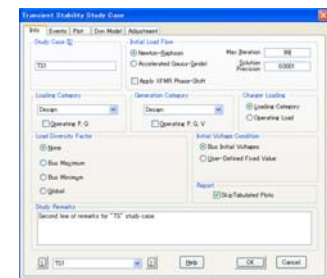 Transient Stability Study Case
Info Events Plot Dyn Model Adjustment
Study Case ID
TS1
Initial Load Flow
Newton-Raphson
Accelerated Gauss-Seidel
Apply XFMR Phase-Shift
Max. Iteration 99
Solution Precision 0.0001
Loading Category
Design
Operating P, Q
Generation Category
Design
Operating P, Q, V
Charger Loading
Loading Category
Operating Load
Load Diversity Factor
None
Bus Maximum
Bus Minimum
Global
Initial Voltage Condition
Bus Initial Voltages
User-Defined Fixed Value
Report
Skip Tabulated Plots
Study Remarks
Second line of remarks for "TS" study case
TS1 Help OK Cancel